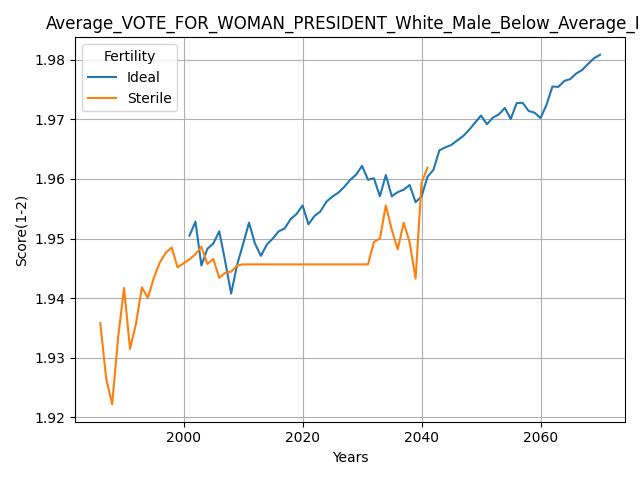 Average_VOTE_FOR_WOMAN_PRESIDENT_White_Male_Below_Average_
Fertility
Ideal
Sterile
1.98
1.97
1.96
1.95
1.94
1.93
1.92
Score(1-2)
2000 2020 2040 2060
Years